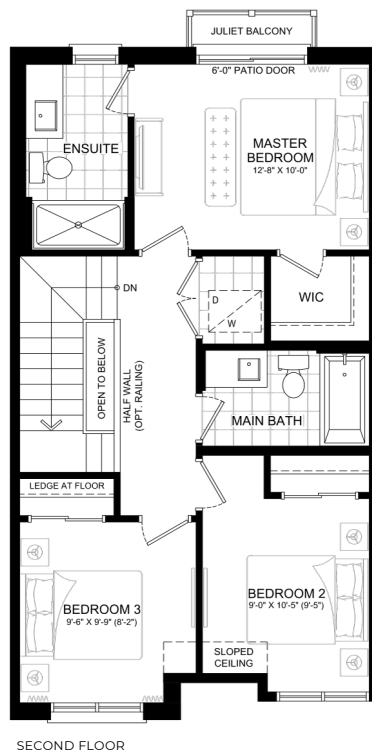 JULIET BALCONY
6'-0" PATIO DOOR
ENSUITE
MASTER
BEDROOM
12'-8" X 10'-0"
DN
D
W
WIC
OPEN TO BELOW
HALF WALL
(OPT. RAILING)
MAIN BATH
LEDGE AT FLOOR
BEDROOM 3
9'-6" X 9'-9" (8'-2")
BEDROOM 2
9'-0" X 10'-5" (9'-5")
SLOPED
CEILING
SECOND FLOOR